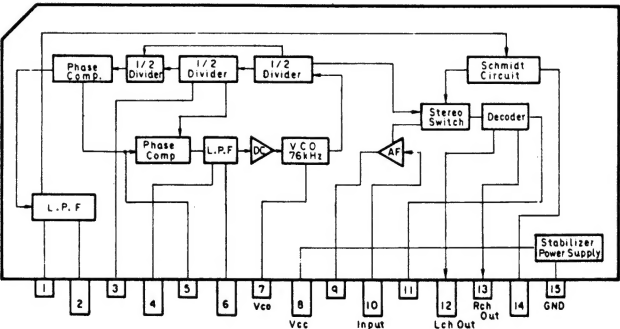 Phase
Comp.
1/2
Divider
1/2
Divider
1/2
Divider
Schmidt
Circuit
Stereo
Switch
Decoder
Phase
Comp
L.P.F
DC
VCO
76kHz
AF
L.P.F
Stabilizer
Power Supply
1
2
3
4
5
6
7
8
9
10
11
12
13
14
15
Vco
Vcc
Input
Lch Out
Rch
Out
GND